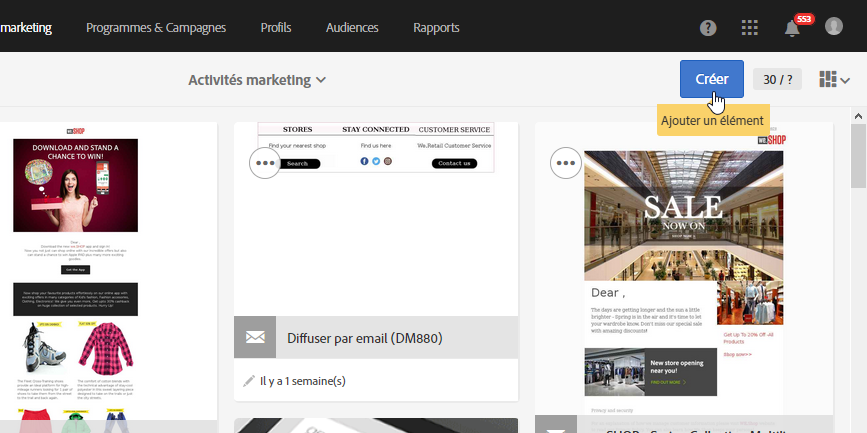 marketing
Programmes & Campagnes
Profils
Audiences
Rapports
553
Activités marketing
Créer
30 / ?
Ajouter un élément
we.SHOP
DOWNLOAD AND STAND A
CHANCE TO WIN!
Join the App
STORES
STAY CONNECTED
CUSTOMER SERVICE
Find your nearest shop
Find us here
We.Retail Customer Service
Search
Contact us
Diffuser par email (DM880)
Il y a 1 semaine(s)
we.SHOP
SALE
NOW ON
SHOP NOW >>
Dear ,
The days are getting longer and the sun a little
brighter - Spring is in the air and it's time to let
your wardrobe know. Don't miss our special sale
with amazing discounts!
Get Up To 20% Off -All
Products
Shop now>>
New store opening
near you!
FIND OUT MORE
Privacy and security